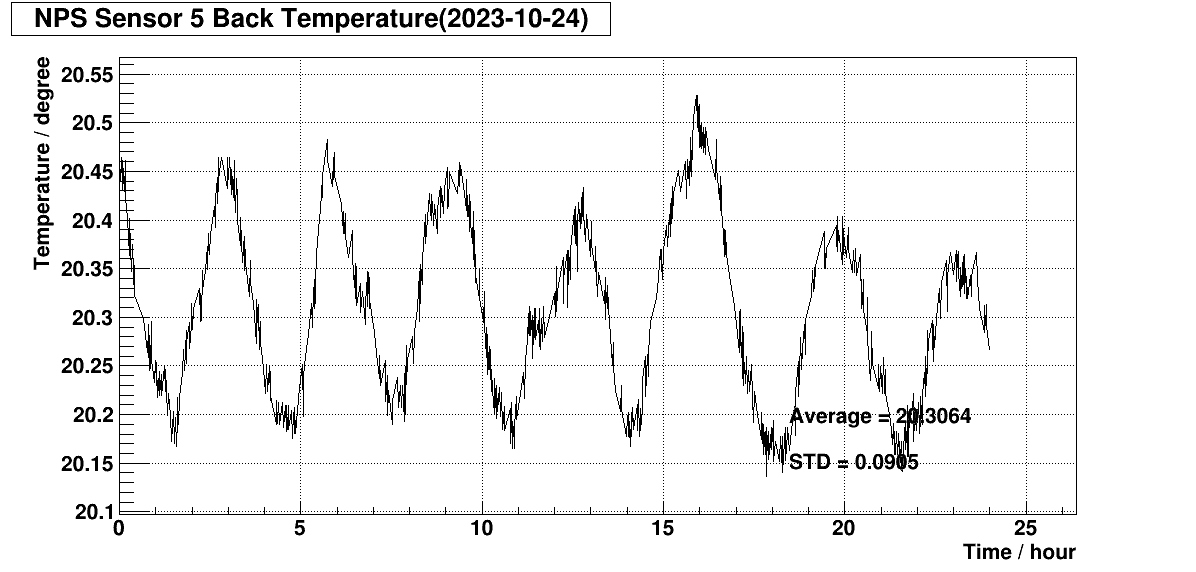 NPS Sensor 5 Back Temperature(2023-10-24)
Temperature / degree
20.55
20.5
20.45
20.4
20.35
20.3
20.25
20.2
20.15
20.1
Average = 20.3064
STD = 0.0905
0 5 10 15 20 25
Time / hour